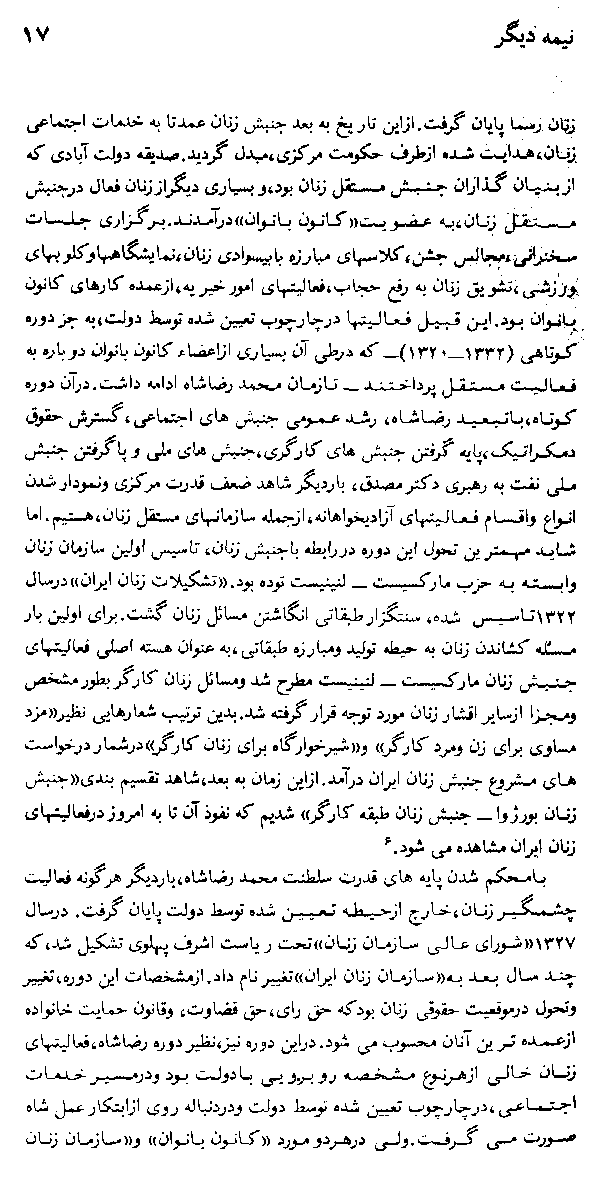 نیمه دیگر ۱۷
زنان رسما پایان گرفت. ازاین تاریخ به بعد جنبش زنان عمدتا به خدمات اجتماعی
زنان، هدایت شده ازطرف حکومت مرکزی، مبدل گردید. صدیقه دولت آبادی که
از بنیان گذاران جنبش مستقل زنان بود، و بسیاری دیگر از زنان فعال درجنبش
مستقل زنان، به عضویت «کانون بانوان» درآمدند. برگزاری جلسات
سخنرانی، مجالس جشن، کلاسهای مبارزه بابیسوادی زنان، نمایشگاهها و کلوبهای
ورزشی، تشویق زنان به رفع حجاب، فعالیتهای امور خیریه، ازعمده کارهای کانون
بانوان بود. این قبیل فعالیتها درچارچوب تعیین شده توسط دولت، به جز دوره
کوتاهی (۱۳۳۲ــ۱۳۲۰)ــ که درطی آن بسیاری ازاعضاء کانون بانوان دوباره به
فعالیت مستقل پرداختند ــ تازمان محمد رضاشاه ادامه داشت. درآن دوره
کوتاه، باتبعید رضاشاه، رشد عمومی جنبش های اجتماعی، گسترش حقوق
دمکراتیک، پایه گرفتن جنبش های کارگری، جنبش های ملی و پاگرفتن جنبش
ملی نفت به رهبری دکتر مصدق، باردیگر شاهد ضعف قدرت مرکزی ونمودار شدن
انواع واقسام فعالیتهای آزادیخواهانه، ازجمله سازمانهای مستقل زنان، هستیم. اما
شاید مهمترین تحول این دوره دررابطه باجنبش زنان، تاسیس اولین سازمان زنان
وابسته به حزب مارکسیست ــ لنینیست توده بود. «تشکیلات زنان ایران» درسال
۱۳۲۲تاسیس شده، سنتگزار طبقاتی انگاشتن مسائل زنان گشت. برای اولین بار
مسئله کشاندن زنان به حیطه تولید ومبارزه طبقاتی، به عنوان هسته اصلی فعالیتهای
جنبش زنان مارکسیست ــ لنینیست مطرح شد ومسائل زنان کارگر بطور مشخص
ومجزا ازسایر اقشار زنان مورد توجه قرار گرفته شد. بدین ترتیب شعارهایی نظیر «مزد
مساوی برای زن ومرد کارگر» و «شیرخوارگاه برای زنان کارگر» درشمار درخواست
های مشروع جنبش زنان ایران درآمد. ازاین زمان به بعد، شاهد تقسیم بندی «جنبش
زنان بورژوا ــ جنبش زنان طبقه کارگر» شدیم که نفوذ آن تا به امروز درفعالیتهای
زنان ایران مشاهده می شود.۶
بامحکم شدن پایه های قدرت سلطنت محمد رضاشاه، باردیگر هرگونه فعالیت
چشمگیر زنان، خارج ازحیطه تعیین شده توسط دولت پایان گرفت. درسال
۱۳۲۷ «شورای عالی سازمان زنان» تحت ریاست اشرف پهلوی تشکیل شد، که
چند سال بعد به «سازمان زنان ایران» تغییر نام داد. ازمشخصات این دوره، تغییر
وتحول درموقعیت حقوقی زنان بود که حق رای، حق قضاوت، وقانون حمایت خانواده
ازعمده ترین آنان محسوب می شود. دراین دوره نیز، نظیر دوره رضاشاه، فعالیتهای
زنان خالی ازهرنوع مشخصه رویرویی بادولت بود ودرمسیر خدمات
اجتماعی، درچارچوب تعیین شده توسط دولت ودردنباله روی ازابتکار عمل شاه
صورت می گرفت. ولی درهردو مورد «کانون بانوان» و «سازمان زنان